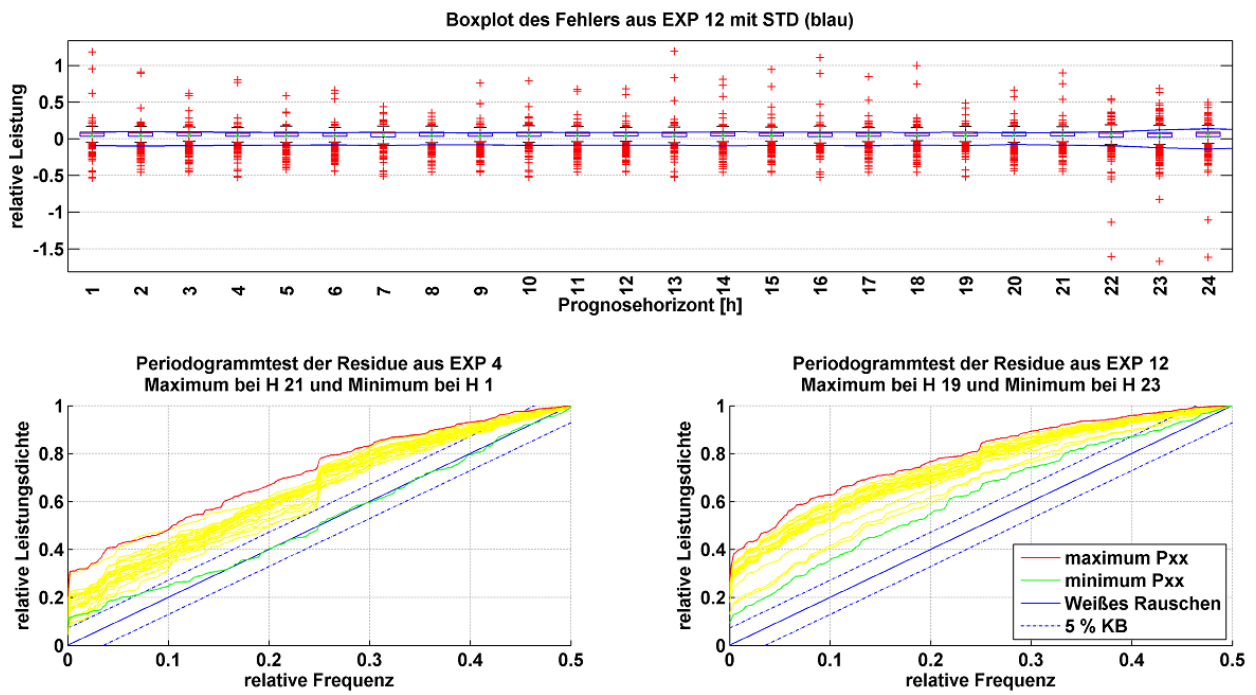 Boxplot des Fehlers aus EXP 12 mit STD (blau)
relative Leistung
1
0.5
0
-0.5
-1
-1.5
1 2 3 4 5 6 7 8 9 10 11 12 13 14 15 16 17 18 19 20 21 22 23 24
Prognosehorizont [h]
Periodogrammtest der Residue aus EXP 4
Maximum bei H 21 und Minimum bei H 1
relative Leistungsdichte
1
0.8
0.6
0.4
0.2
0
0 0.1 0.2 0.3 0.4 0.5
relative Frequenz
Periodogrammtest der Residue aus EXP 12
Maximum bei H 19 und Minimum bei H 23
relative Leistungsdichte
1
0.8
0.6
0.4
0.2
0
0 0.1 0.2 0.3 0.4 0.5
relative Frequenz
maximum Pxx
minimum Pxx
Weißes Rauschen
5 % KB